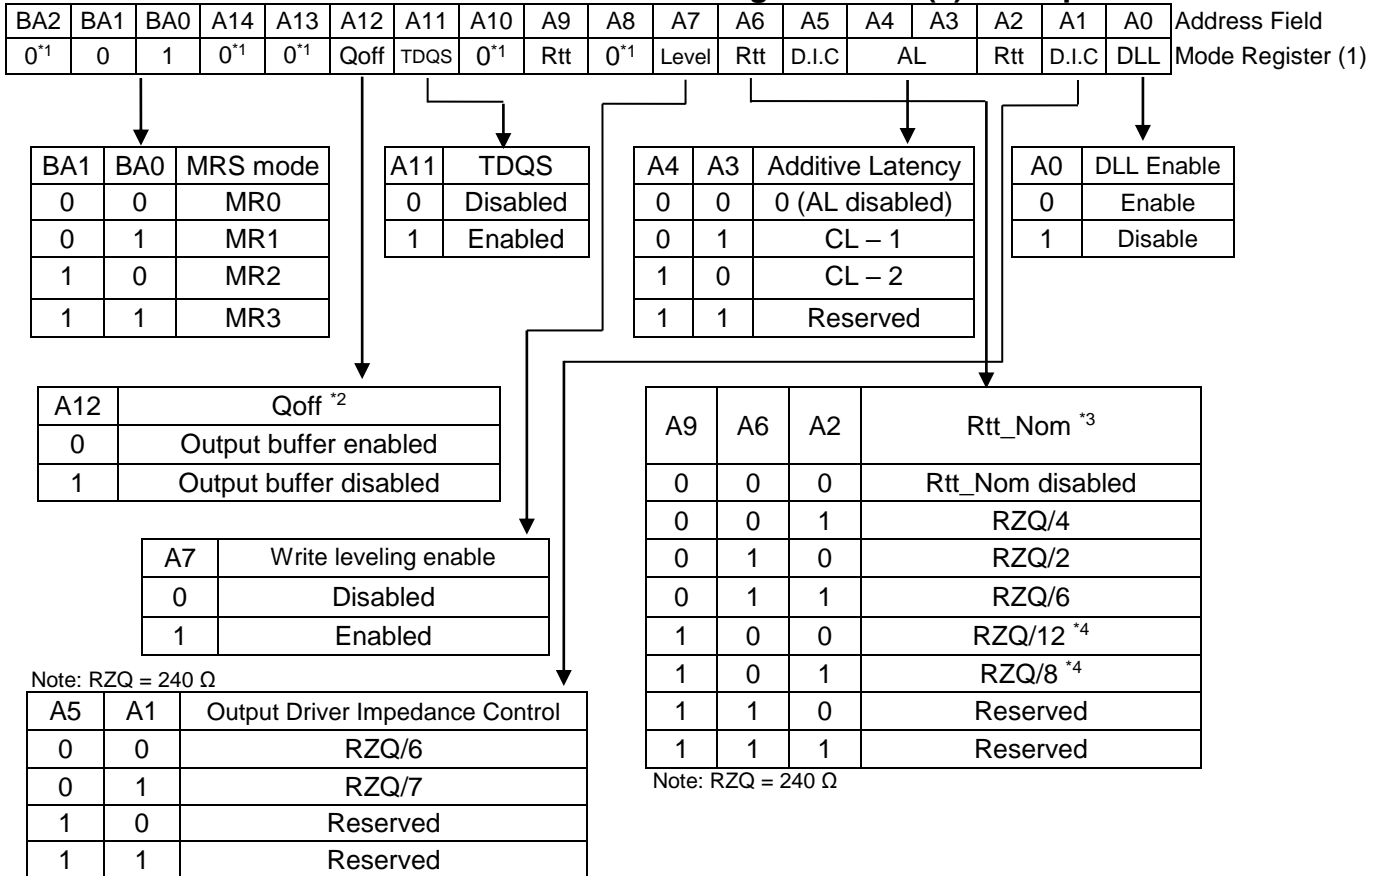 BA2 BA1 BA0 A14 A13 A12 A11 A10 A9 A8 A7 A6 A5 A4 A3 A2 A1 A0 Address Field
0*1 0 1 0*1 0*1 Qoff TDQS 0*1 Rtt 0*1 Level Rtt D.I.C AL Rtt D.I.C DLL Mode Register (1)
BA1 BA0 MRS mode
0 0 MR0
0 1 MR1
1 0 MR2
1 1 MR3
A11 TDQS
0 Disabled
1 Enabled
A4 A3 Additive Latency
0 0 0 (AL disabled)
0 1 CL – 1
1 0 CL – 2
1 1 Reserved
A0 DLL Enable
0 Enable
1 Disable
A12 Qoff *2
0 Output buffer enabled
1 Output buffer disabled
A9 A6 A2 Rtt_Nom *3
0 0 0 Rtt_Nom disabled
0 0 1 RZQ/4
0 1 0 RZQ/2
0 1 1 RZQ/6
1 0 0 RZQ/12 *4
1 0 1 RZQ/8 *4
1 1 0 Reserved
1 1 1 Reserved
Note: RZQ = 240 Ω
A7 Write leveling enable
0 Disabled
1 Enabled
Note: RZQ = 240 Ω
A5 A1 Output Driver Impedance Control
0 0 RZQ/6
0 1 RZQ/7
1 0 Reserved
1 1 Reserved